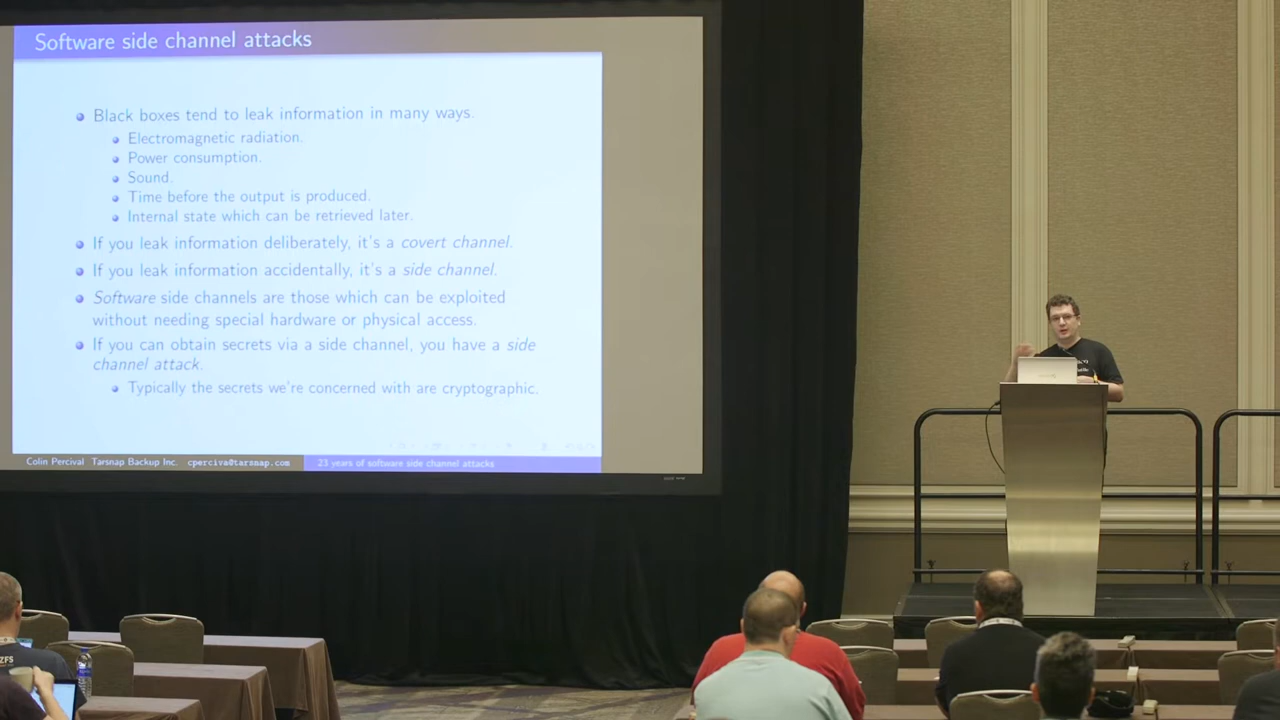 Software side channel attacks
Black boxes tend to leak information in many ways.
Electromagnetic radiation.
Power consumption.
Sound.
Time before the output is produced.
Internal state which can be retrieved later.
If you leak information deliberately, it's a covert channel.
If you leak information accidentally, it's a side channel.
Software side channels are those which can be exploited
without needing special hardware or physical access.
If you can obtain secrets via a side channel, you have a side
channel attack.
Typically the secrets we're concerned with are cryptographic.
Colin Percival Tarsnap Backup Inc. cperciva@tarsnap.com
23 years of software side channel attacks
ZFS